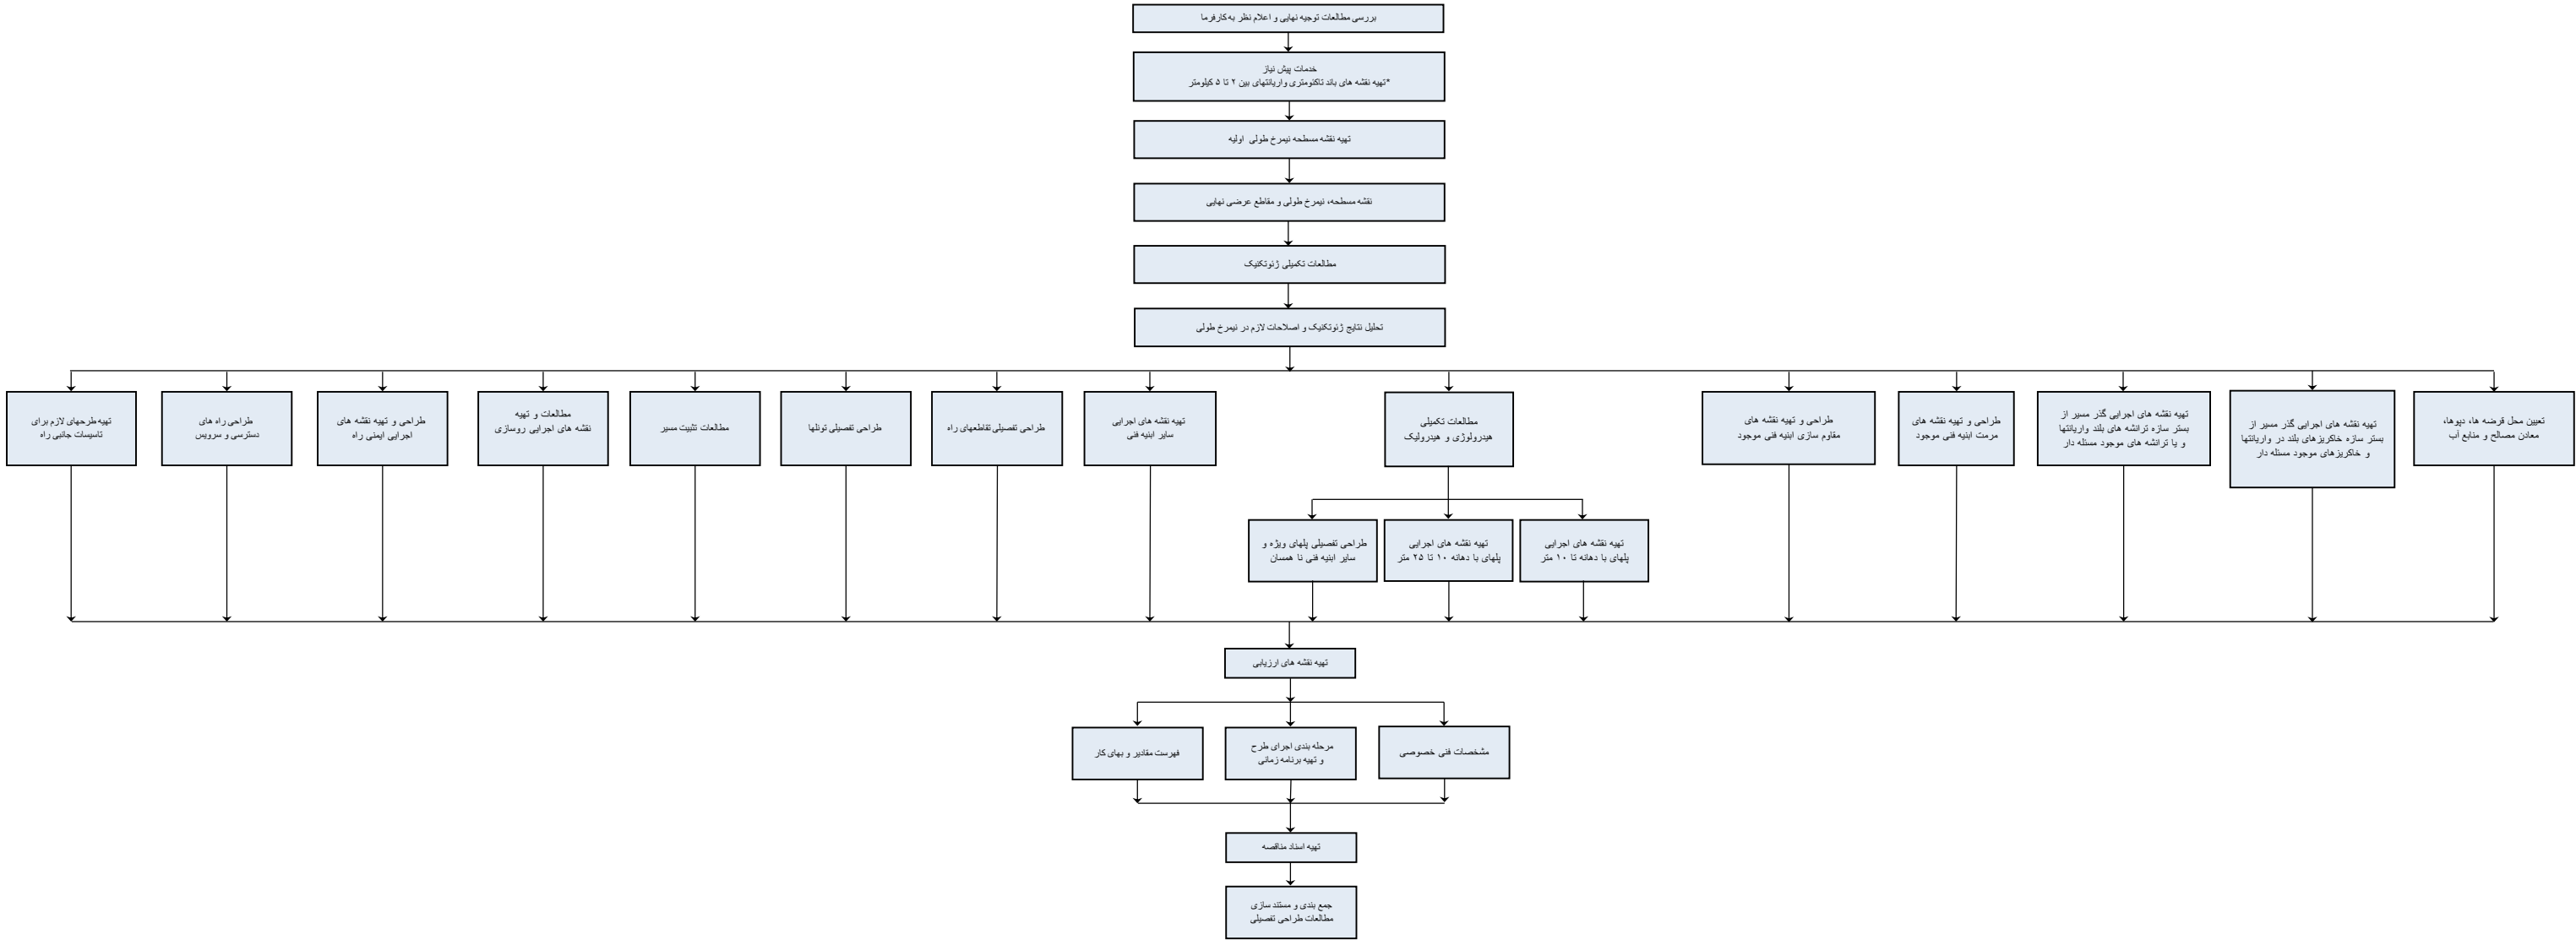 بررسی مطالعات توجیه نهایی و اعلام نظر به کارفرما
خدمات پیش نیاز
*تهیه نقشه های باند تاکئومتری واریانتهای بین ۲ تا ۵ کیلومتر
تهیه نقشه مسطحه نیمرخ طولی اولیه
نقشه مسطحه، نیمرخ طولی و مقاطع عرضی نهایی
مطالعات تکمیلی ژئوتکنیک
تحلیل نتایج ژئوتکنیک و اصلاحات لازم در نیمرخ طولی
تعیین محل قرضه ها، دپوها،
معادن مصالح و منابع آب
تهیه نقشه های اجرایی گذر مسیر از
بستر سازه خاکریزهای بلند در واریانتها
و خاکریزهای موجود مسئله دار
تهیه نقشه های اجرایی گذر مسیر از
بستر سازه ترانشه های بلند واریانتها
و یا ترانشه های موجود مسئله دار
طراحی و تهیه نقشه های
مرمت ابنیه فنی موجود
طراحی و تهیه نقشه های
مقاوم سازی ابنیه فنی موجود
مطالعات تکمیلی
هیدرولوژی و هیدرولیک
تهیه نقشه های اجرایی
سایر ابنیه فنی
طراحی تفصیلی تقاطعهای راه
طراحی تفصیلی تونلها
مطالعات تثبیت مسیر
مطالعات و تهیه
نقشه های اجرایی روسازی
طراحی و تهیه نقشه های
اجرایی ایمنی راه
طراحی راه های
دسترسی و سرویس
تهیه طرحهای لازم برای
تاسیسات جانبی راه
تهیه نقشه های اجرایی
پلهای با دهانه تا ۱۰ متر
تهیه نقشه های اجرایی
پلهای با دهانه ۱۰ تا ۲۵ متر
طراحی تفصیلی پلهای ویژه و
سایر ابنیه فنی نا همسان
تهیه نقشه های ارزیابی
مشخصات فنی خصوصی
مرحله بندی اجرای طرح
و تهیه برنامه زمانی
فهرست مقادیر و بهای کار
تهیه اسناد مناقصه
جمع بندی و مستند سازی
مطالعات طراحی تفصیلی